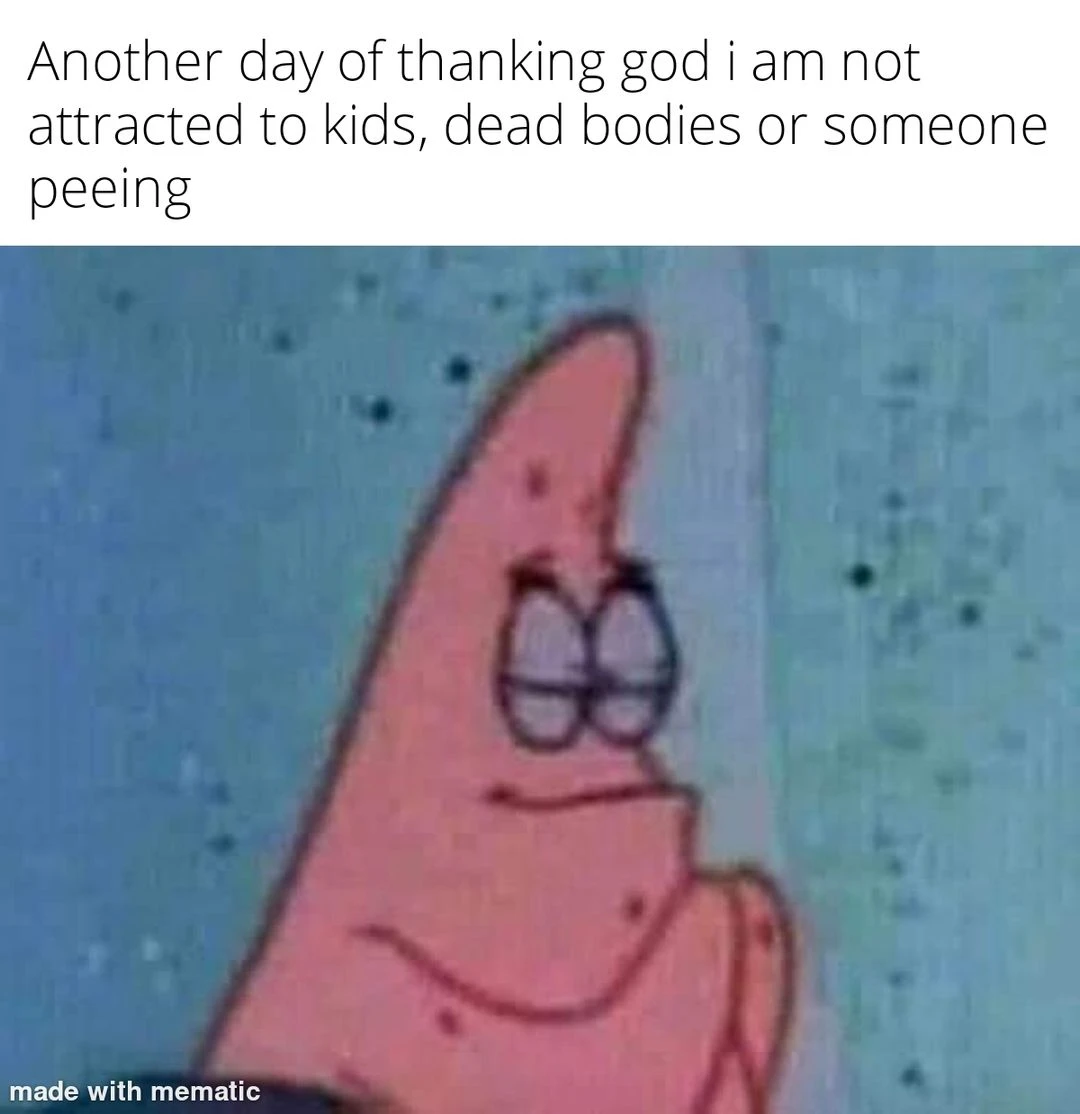 Another day of thanking god i am not
attracted to kids, dead bodies or someone
peeing
made with mematic